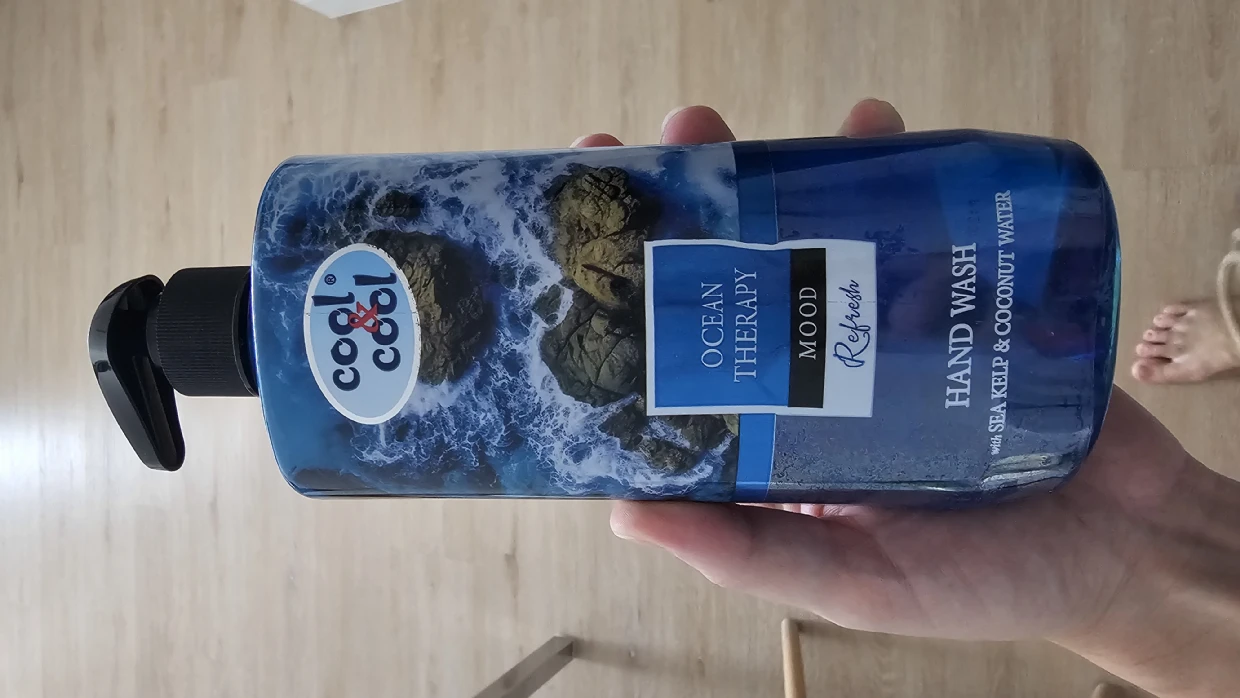 cool®
&
cool
OCEAN
THERAPY
MOOD
Refresh
HAND WASH
with SEA KELP & COCONUT WATER